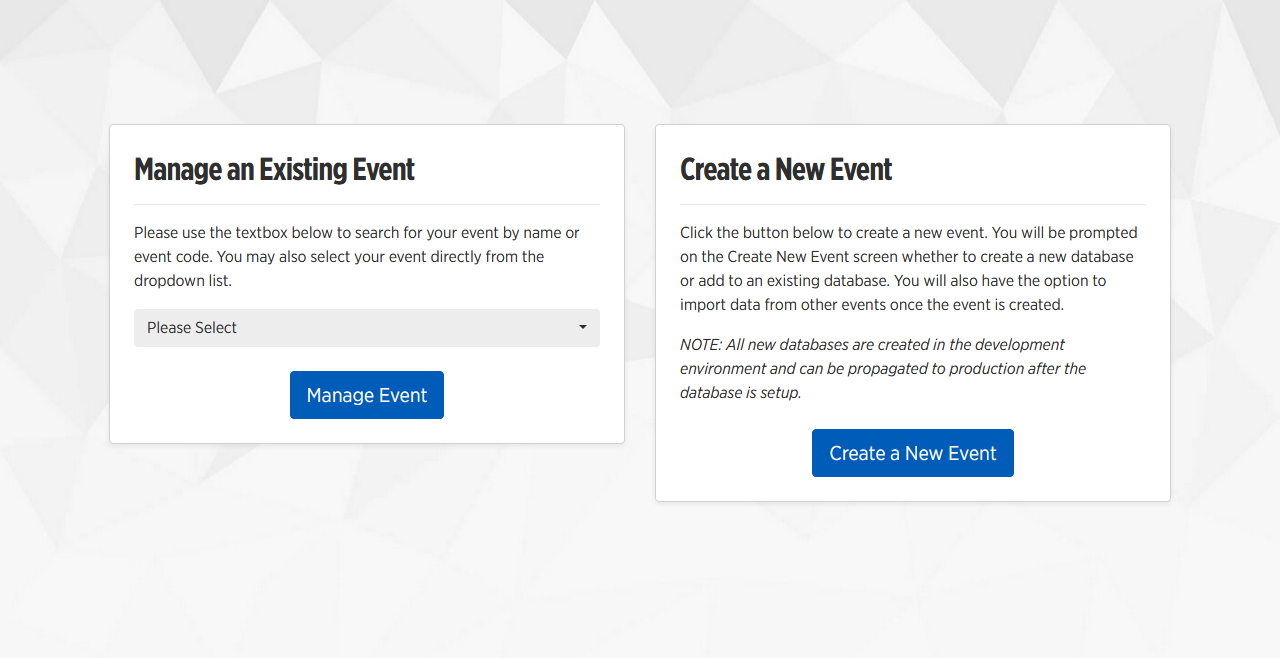 Manage an Existing Event
Please use the textbox below to search for your event by name or
event code. You may also select your event directly from the
dropdown list.
Please Select
Manage Event
Create a New Event
Click the button below to create a new event. You will be prompted
on the Create New Event screen whether to create a new database
or add to an existing database. You will also have the option to
import data from other events once the event is created.
NOTE: All new databases are created in the development
environment and can be propagated to production after the
database is setup.
Create a New Event